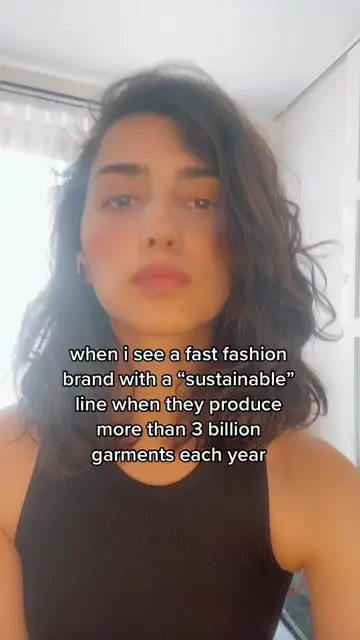 when i see a fast fashion
brand with a “sustainable”
line when they produce
more than 3 billion
garments each year